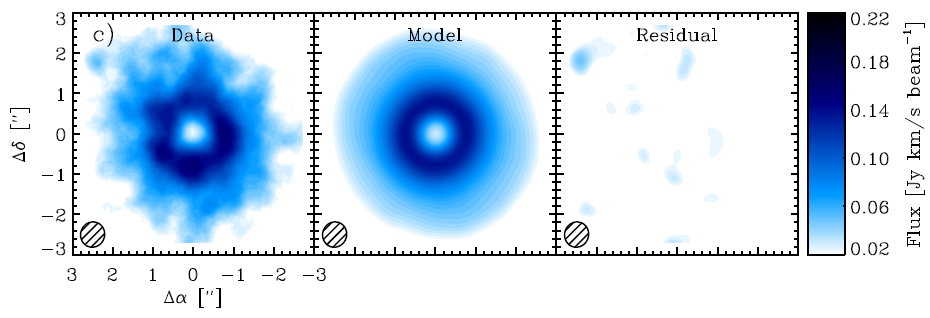 c) Data Model Residual
3
2
1
0
−1
−2
−3
Δδ [″]
3 2 1 0 −1 −2 −3
Δα [″]
0.22
0.18
0.14
0.10
0.06
0.02
Flux [Jy km/s beam⁻¹]